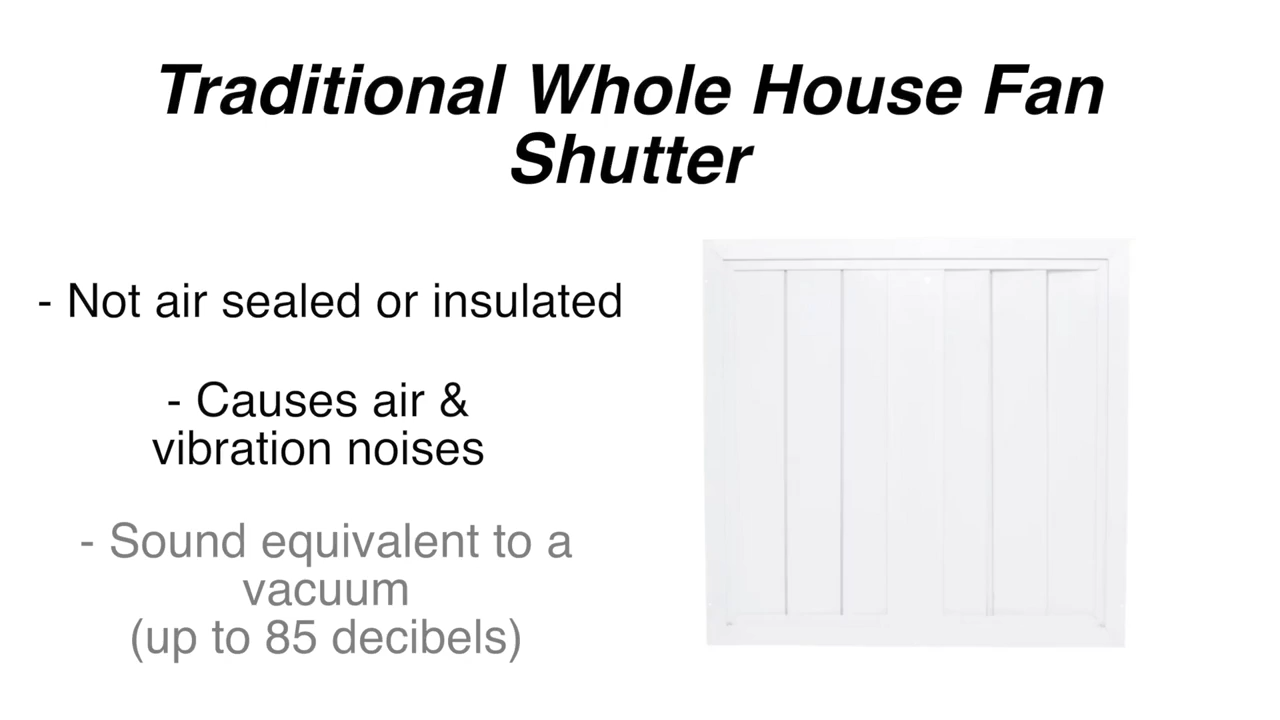 Traditional Whole House Fan
Shutter
- Not air sealed or insulated
- Causes air &
vibration noises
- Sound equivalent to a
vacuum
(up to 85 decibels)